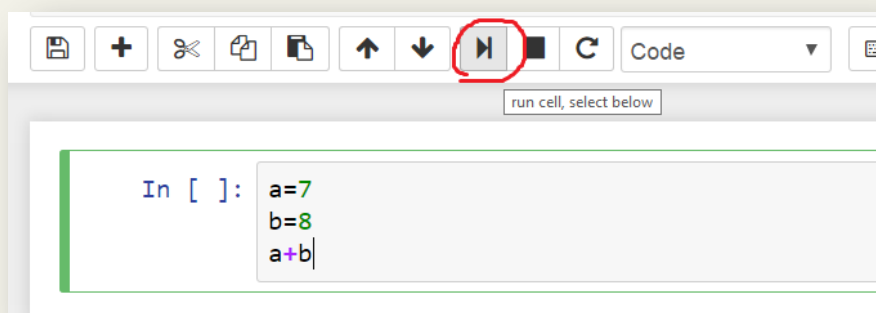 Code
run cell, select below
In [ ]: a=7
b=8
a+b